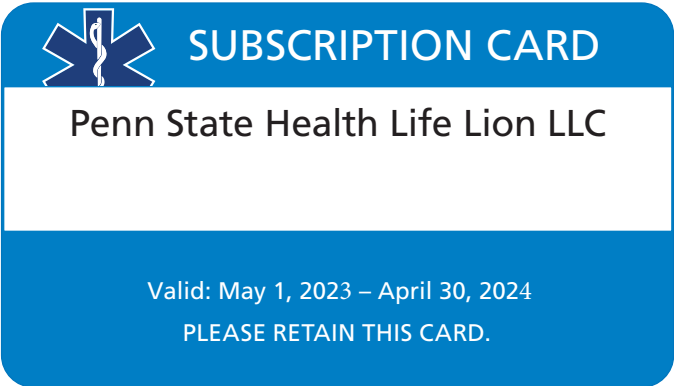 SUBSCRIPTION CARD
Penn State Health Life Lion LLC
Valid: May 1, 2023 – April 30, 2024
PLEASE RETAIN THIS CARD.